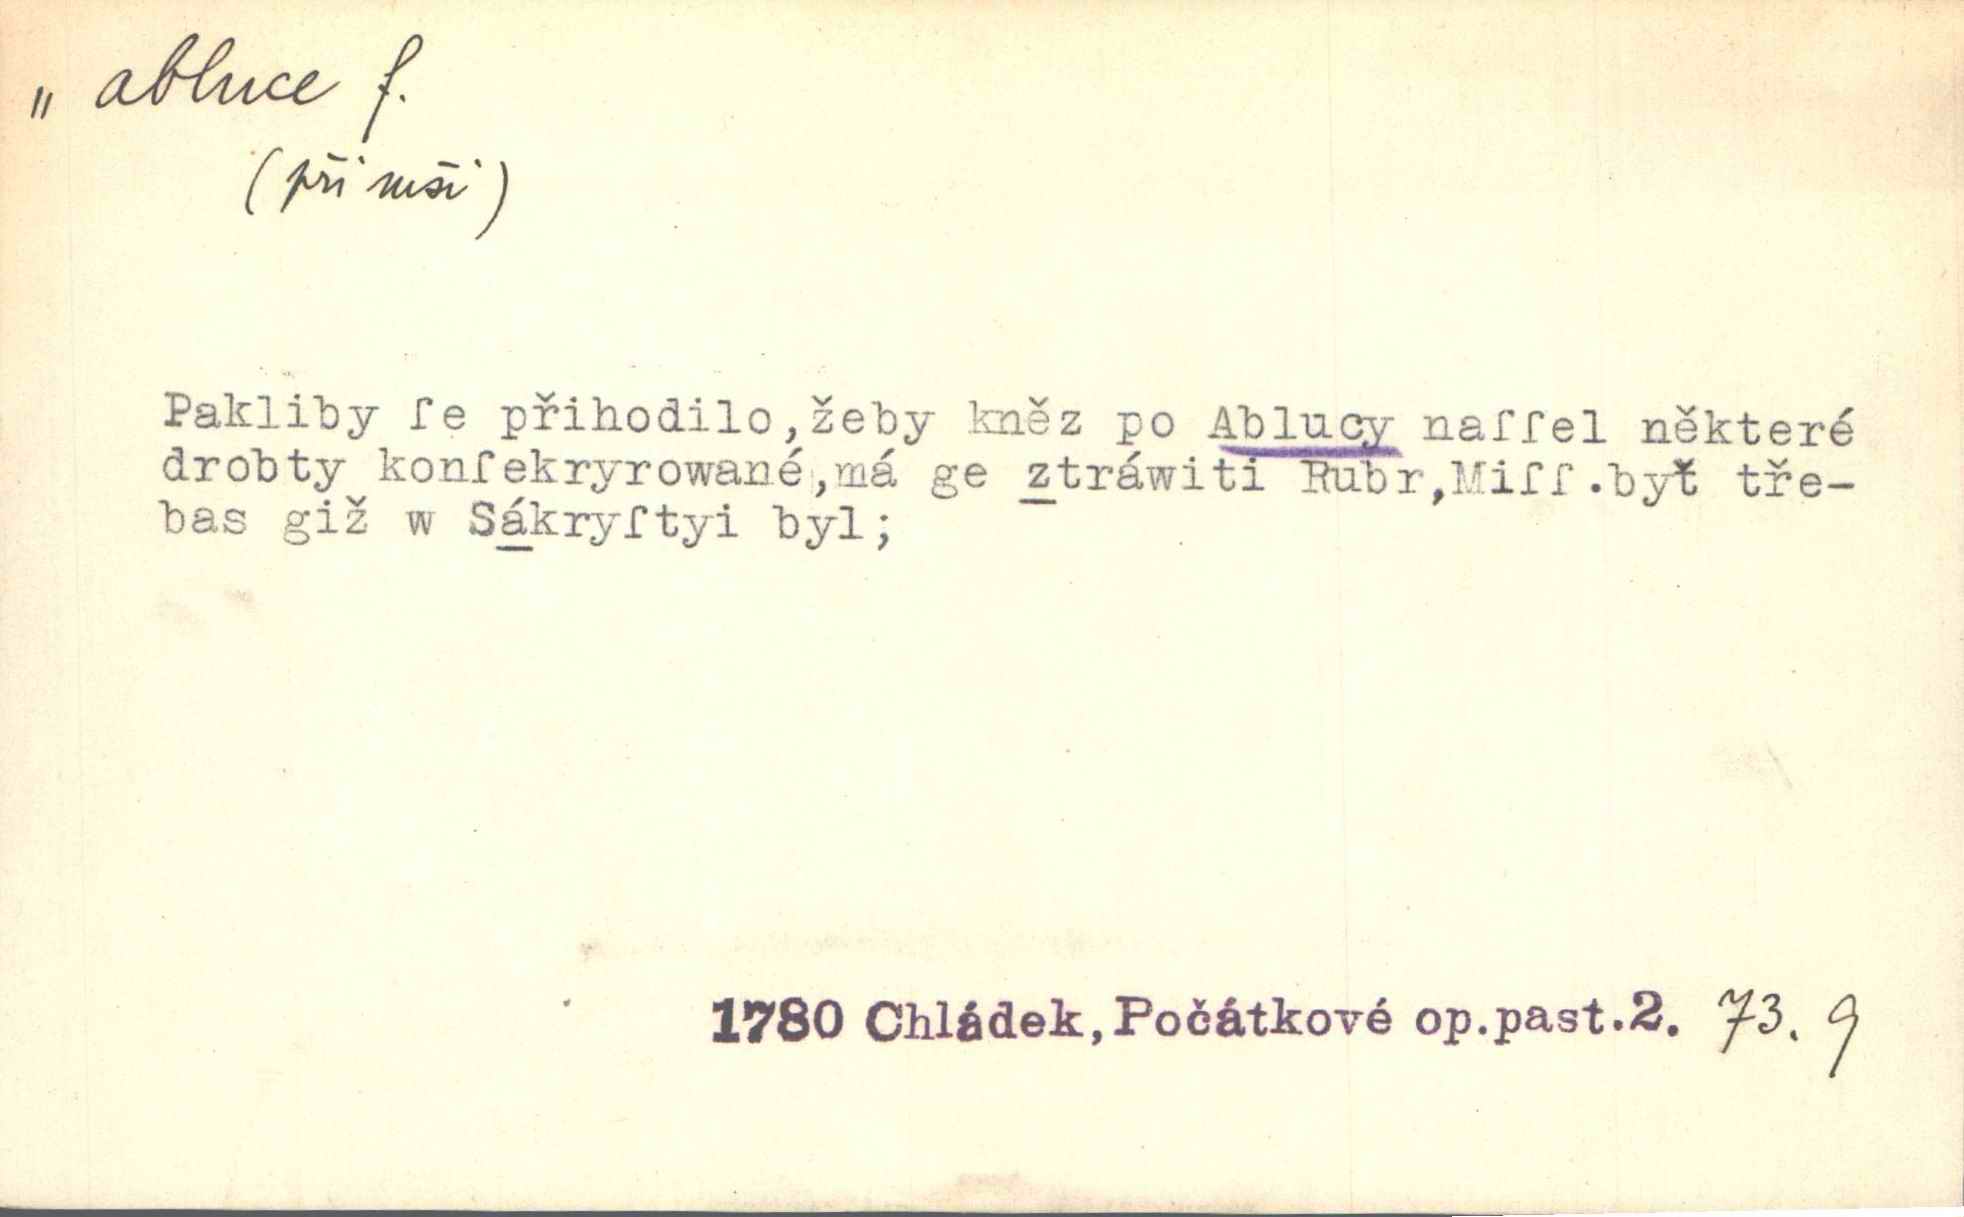 „ abluce f.
(při mši)
Pakliby ſe přihodilo,žeby kněz po Ablucy naſſel některé
drobty konſekryrowané,má ge ztráwiti Rubr,Miſſ.byť tře-
bas giž w Sákryſtyi byl;
1780 Chládek,Počátkové op.past.2. 73. 9